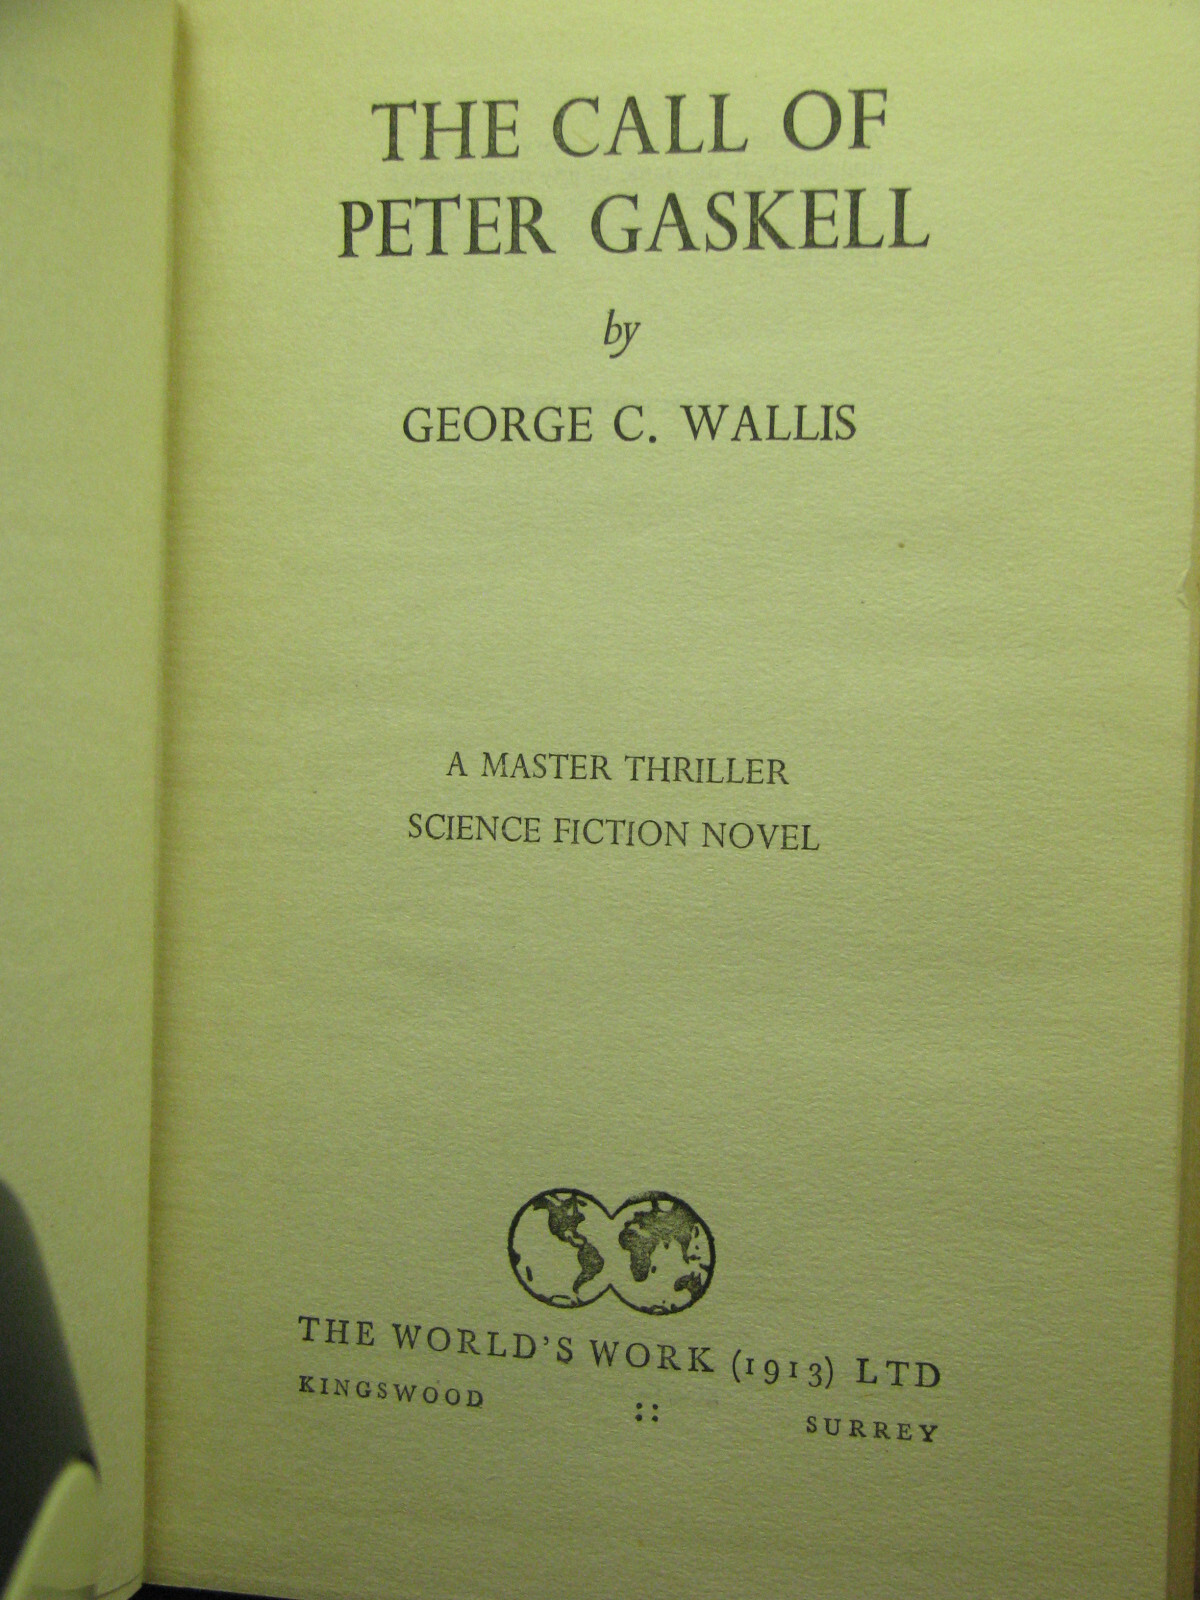 THE CALL OF
PETER GASKELL
by
GEORGE C. WALLIS
A MASTER THRILLER
SCIENCE FICTION NOVEL
THE WORLD'S WORK (1913) LTD
KINGSWOOD :: SURREY